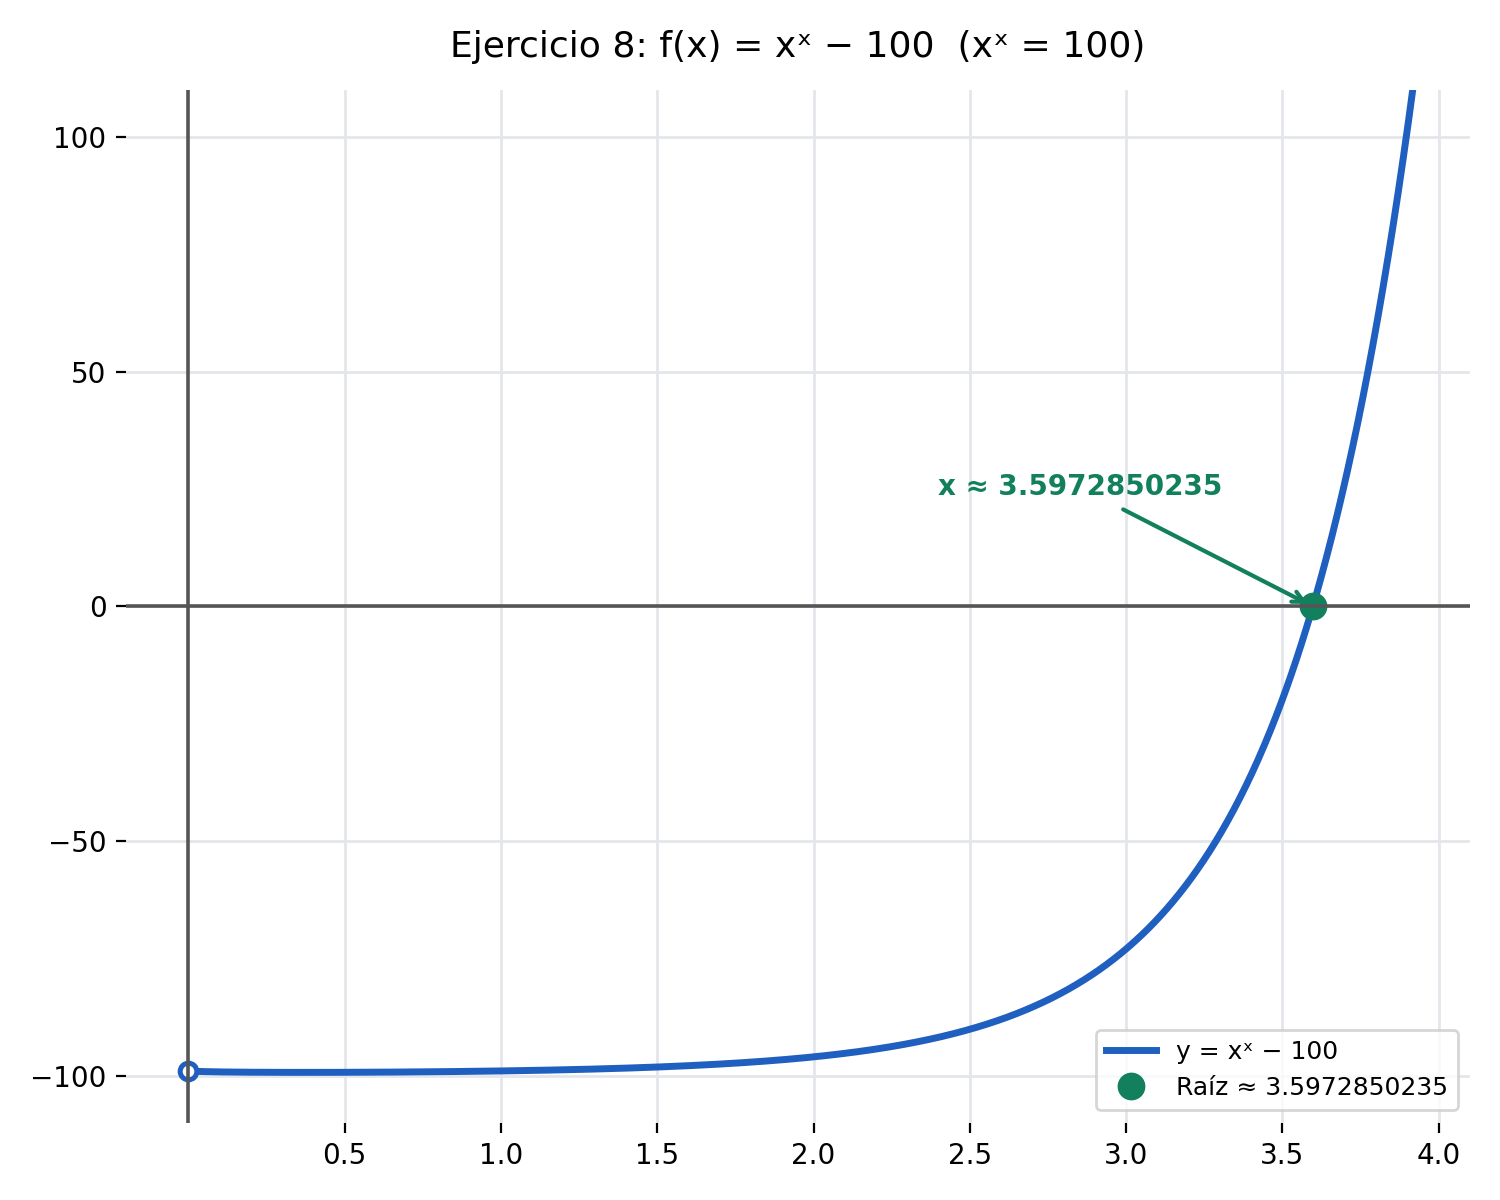 Ejercicio 8: f(x) = xˣ − 100  (xˣ = 100)
100
50
0
−50
−100
x ≈ 3.5972850235
y = xˣ − 100
Raíz ≈ 3.5972850235
0.5 1.0 1.5 2.0 2.5 3.0 3.5 4.0